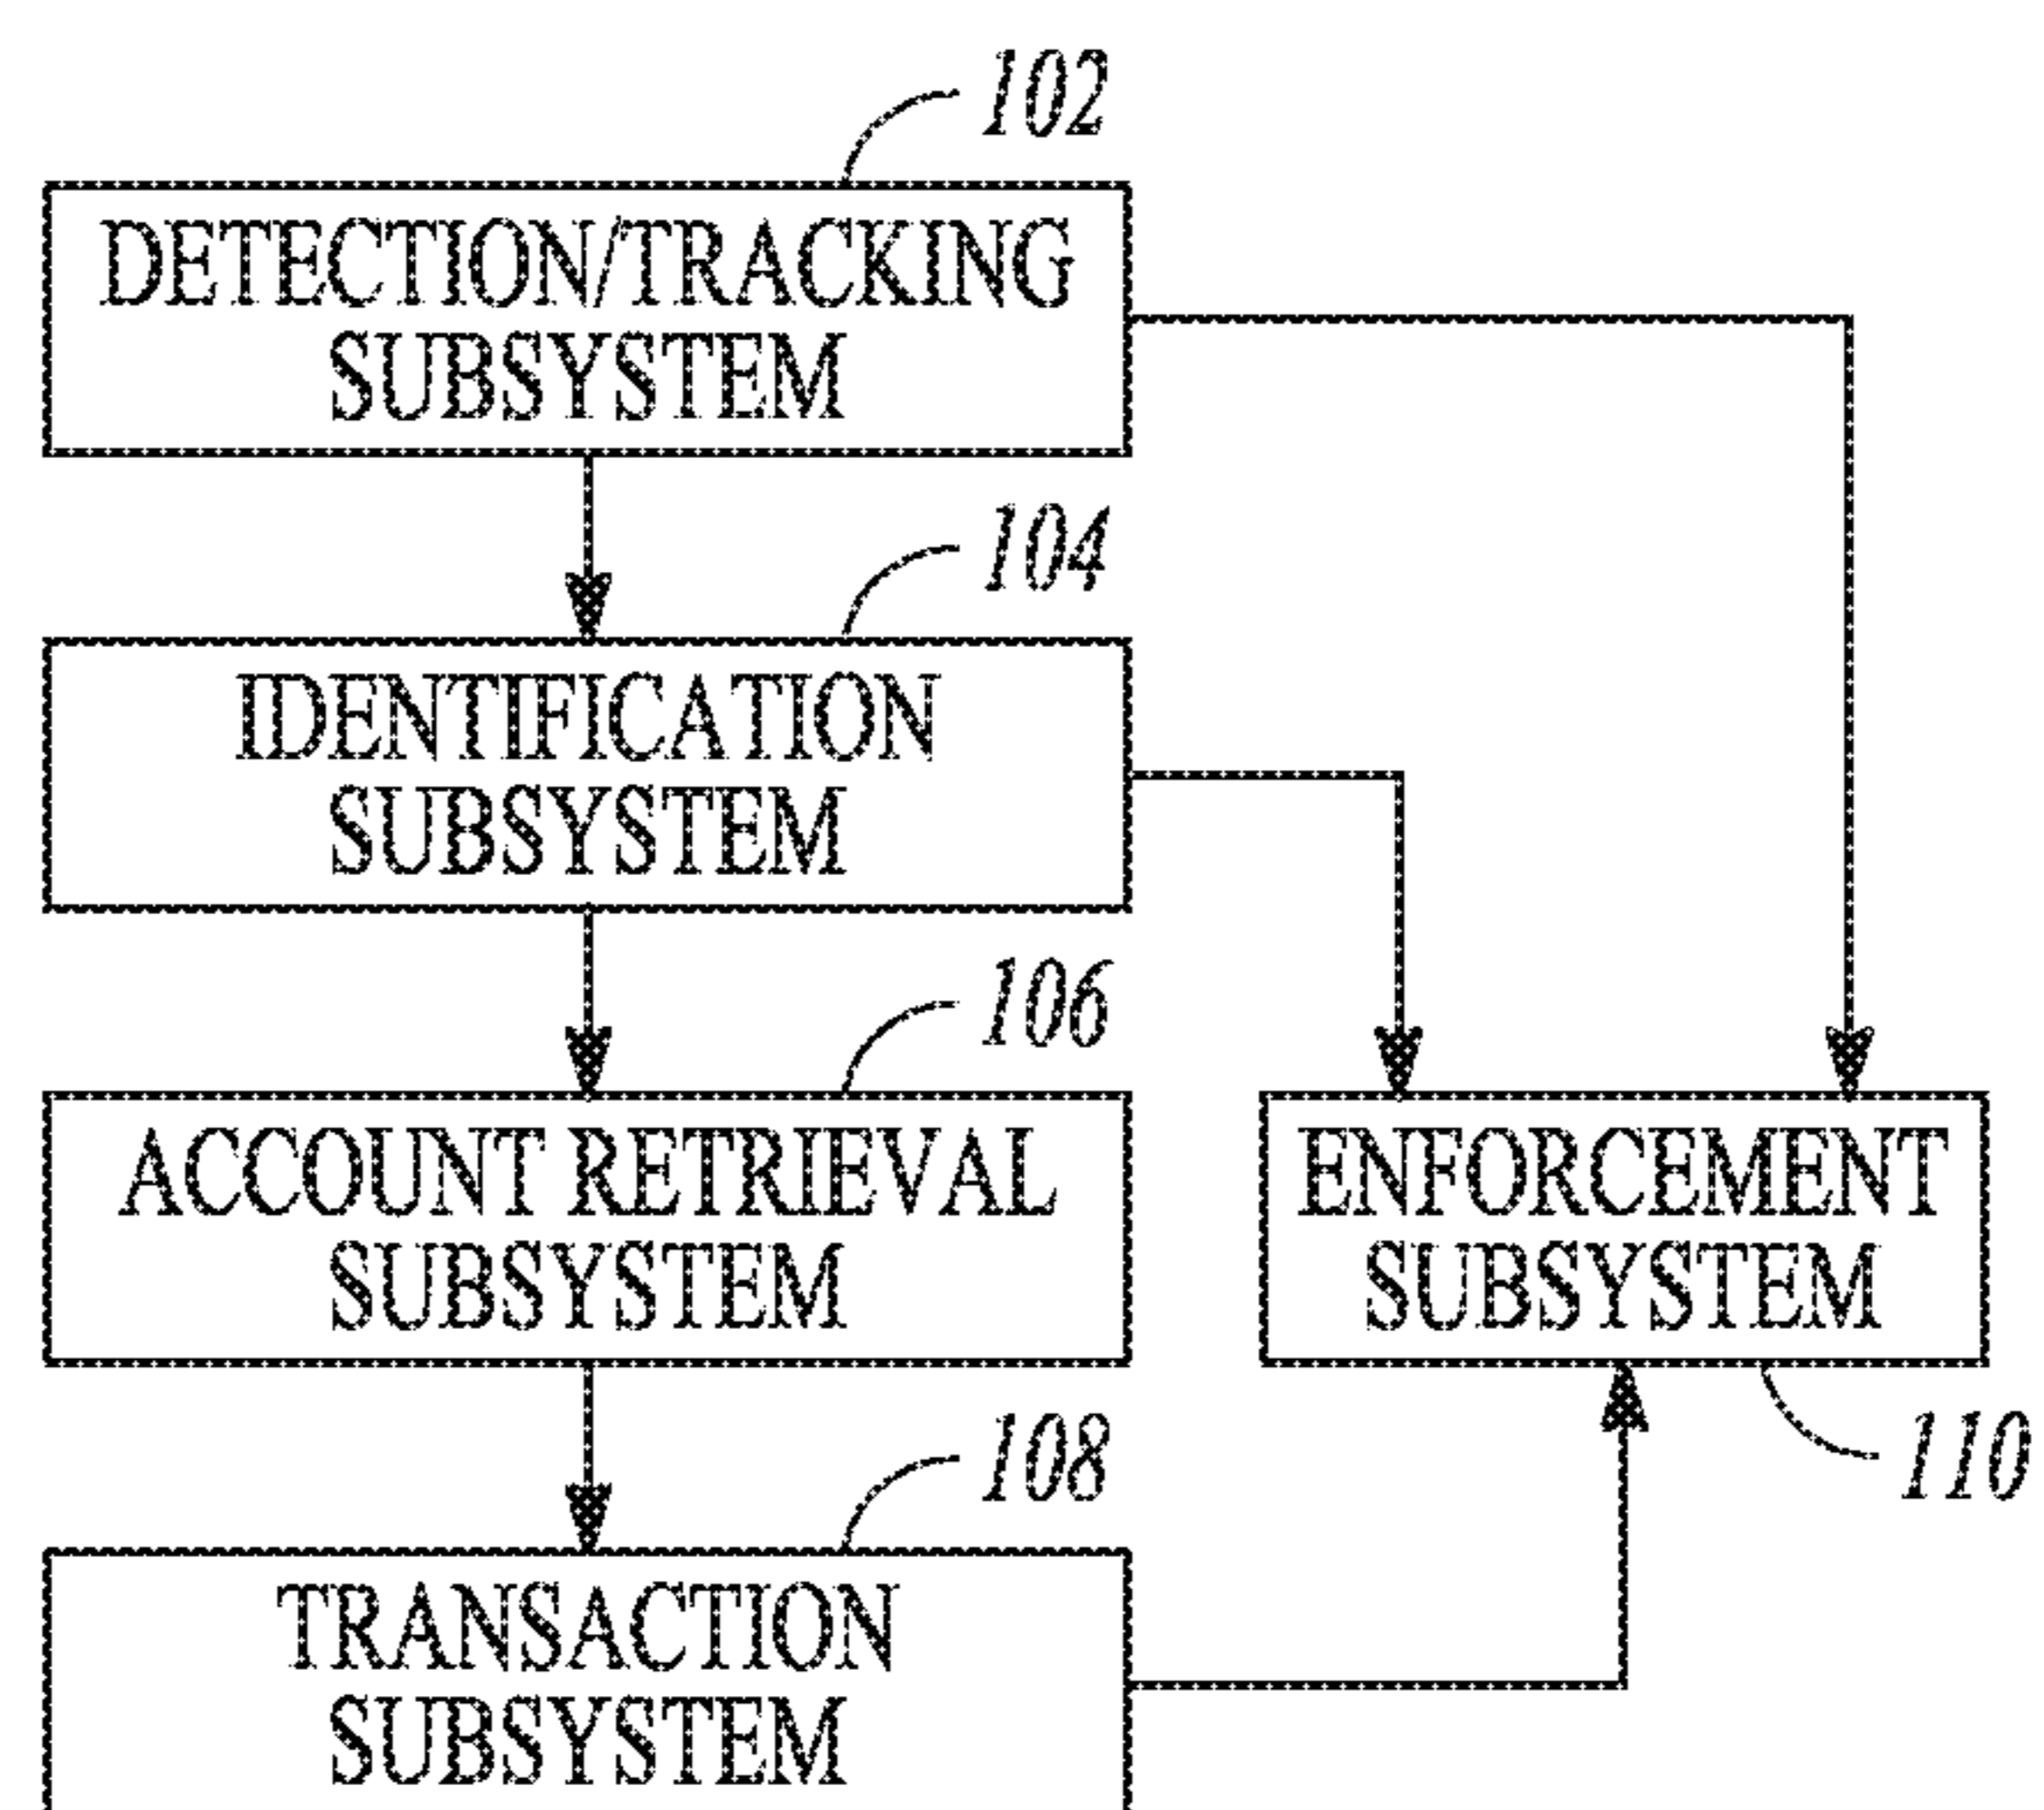 102
DETECTION/TRACKING
SUBSYSTEM
104
IDENTIFICATION
SUBSYSTEM
106
ACCOUNT RETRIEVAL
SUBSYSTEM
ENFORCEMENT
SUBSYSTEM
108
110
TRANSACTION
SUBSYSTEM